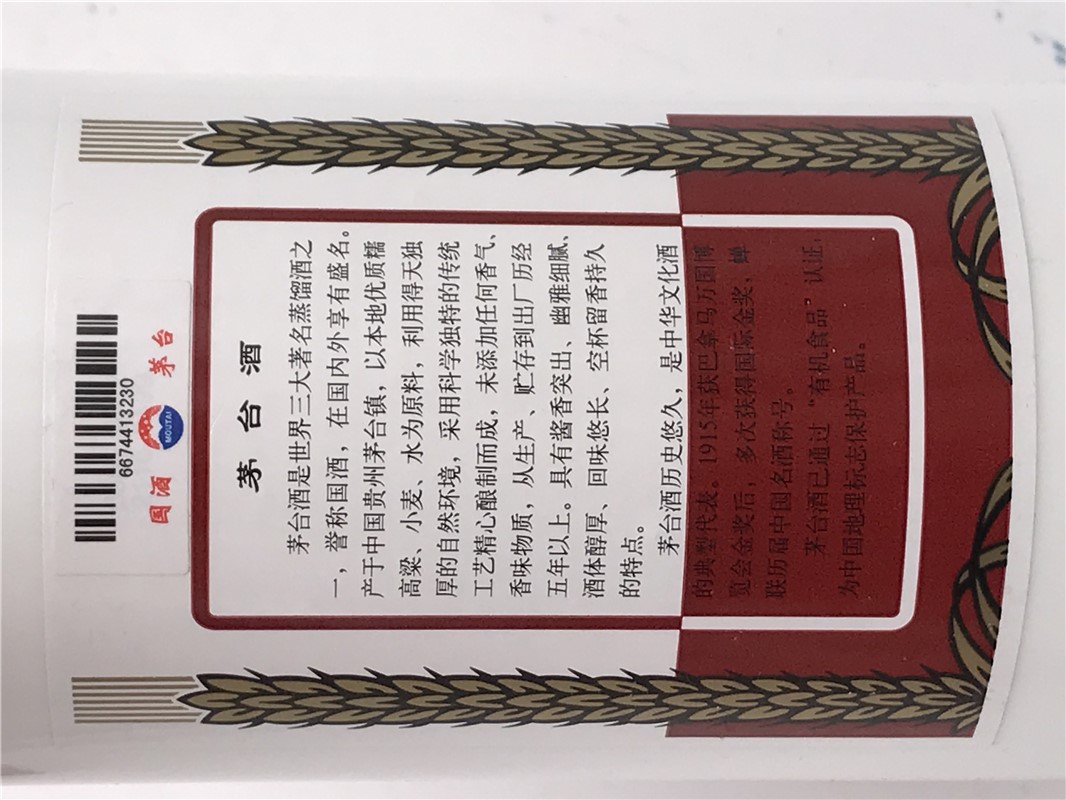 6674413230
国酒 MOUTAI 茅台
茅台酒
茅台酒是世界三大著名蒸馏酒之
一，誉称国酒，在国内外享有盛名。
产于中国贵州茅台镇，以本地优质糯
高粱、小麦、水为原料，利用得天独
厚的自然环境，采用科学独特的传统
工艺精心酿制而成，未添加任何香气、
香味物质，从生产、贮存到出厂历经
五年以上。具有酱香突出、幽雅细腻、
酒体醇厚、回味悠长、空杯留香持久
的特点。
茅台酒历史悠久，是中华文化酒
的典型代表。1915年获巴拿马万国博
览会金奖后，多次获得国际金奖，蝉
联历届中国名酒称号。
茅台酒已通过“有机食品”认证，
为中国地理标志保护产品。